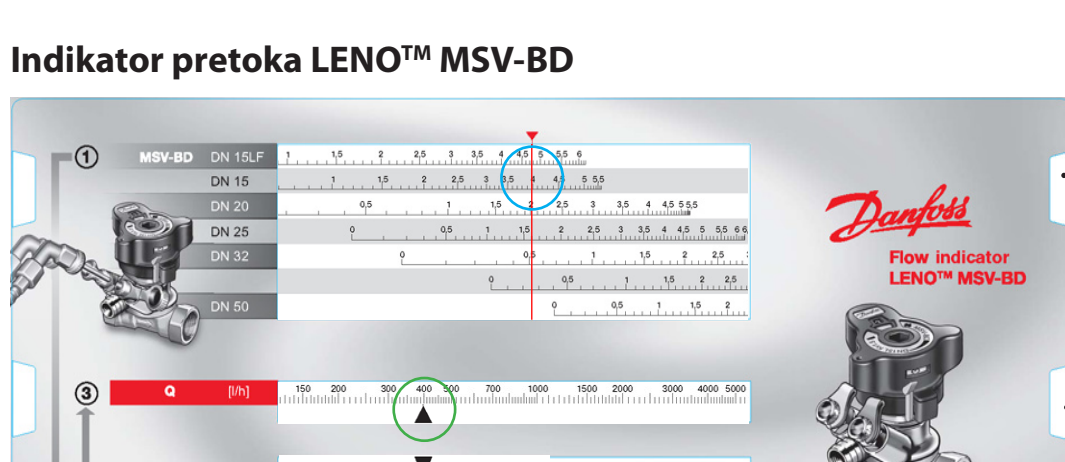 Indikator pretoka LENO™ MSV-BD
① MSV-BD DN 15LF 1 1,5 2 2,5 3 3,5 4 4,5 5 5,5 6
DN 15 1 1,5 2 2,5 3 3,5 4 4,5 5 5,5
DN 20 0,5 1 1,5 2 2,5 3 3,5 4 4,5 5 5,5
DN 25 0 0,5 1 1,5 2 2,5 3 3,5 4 4,5 5 5,5 6
DN 32 0 0,5 1 1,5 2 2,5
0 0,5 1 1,5 2 2,5
DN 50 0 0,5 1 1,5 2
Danfoss
Flow indicator
LENO™ MSV-BD
③ Q [l/h] 150 200 300 400 500 700 1000 1500 2000 3000 4000 5000